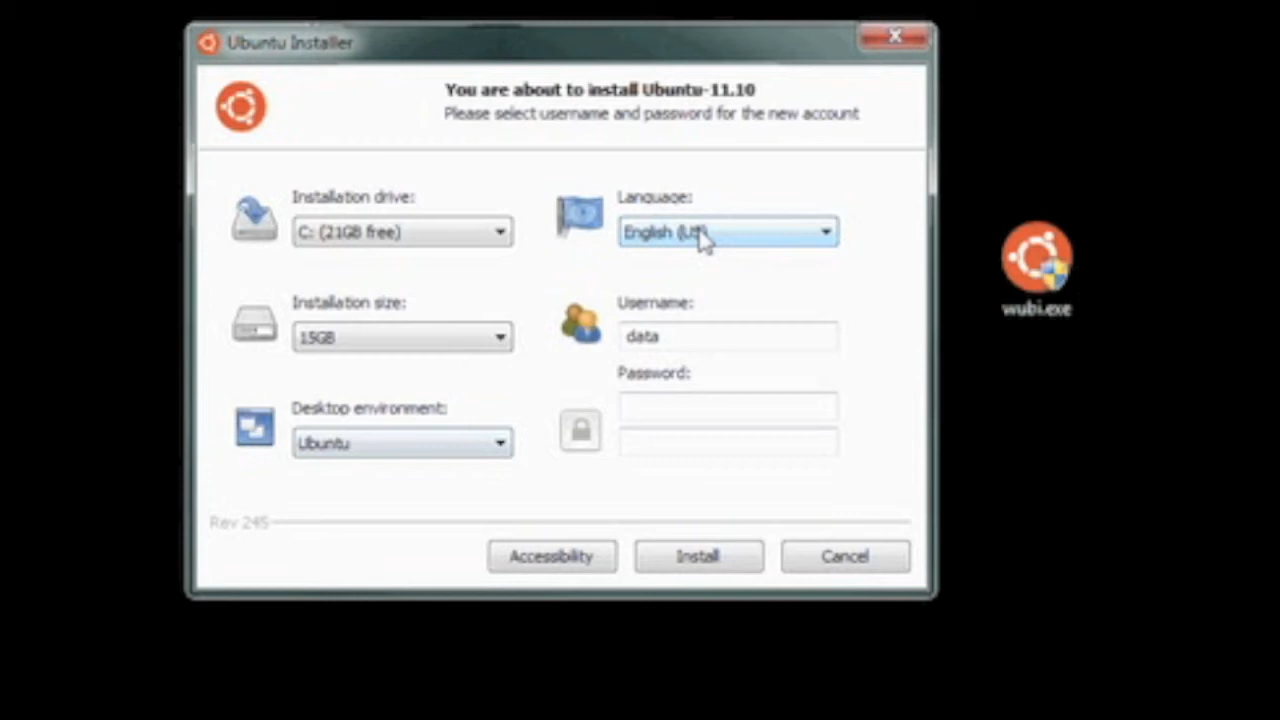 Ubuntu Installer
You are about to install Ubuntu-11.10
Please select username and password for the new account
Installation drive:
C: (21GB free)
Language:
English (US)
Installation size:
15GB
Username:
data
Password:
Desktop environment:
Ubuntu
Rev 245
Accessibility
Install
Cancel
wubi.exe